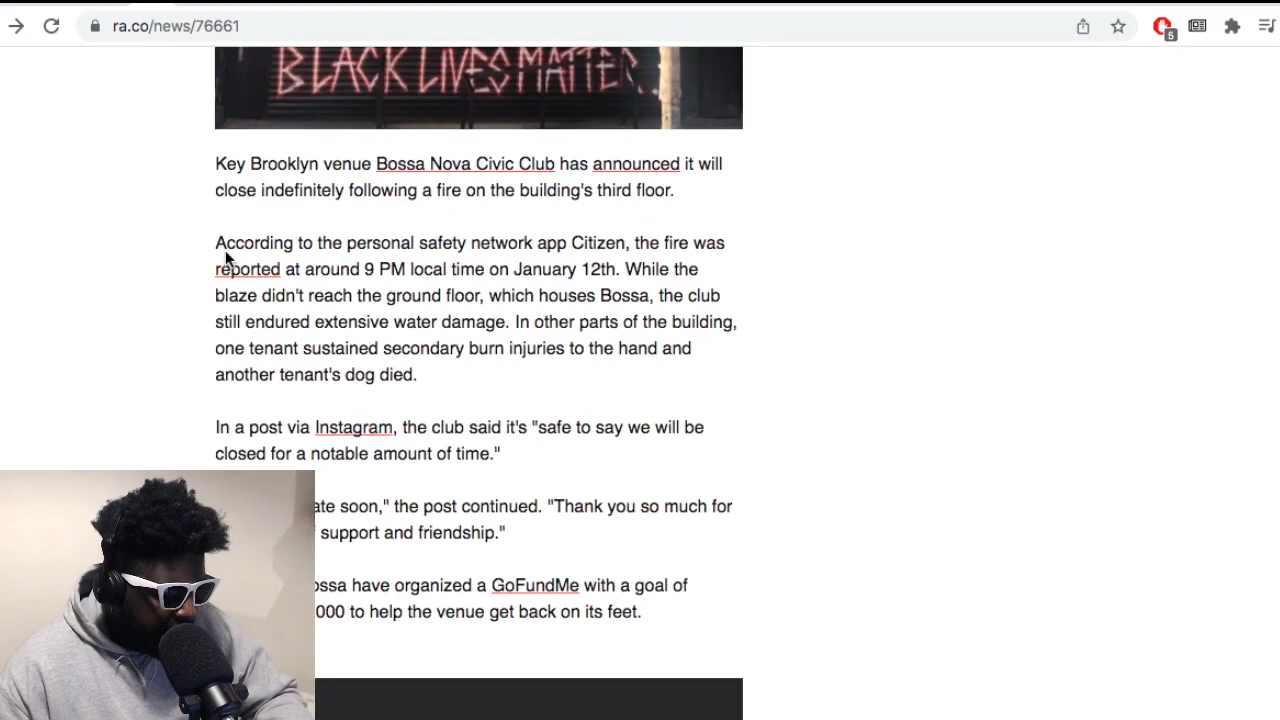 ra.co/news/76661
5
BLACK LIVES MATTER
Key Brooklyn venue Bossa Nova Civic Club has announced it will
close indefinitely following a fire on the building's third floor.
According to the personal safety network app Citizen, the fire was
reported at around 9 PM local time on January 12th. While the
blaze didn't reach the ground floor, which houses Bossa, the club
still endured extensive water damage. In other parts of the building,
one tenant sustained secondary burn injuries to the hand and
another tenant's dog died.
In a post via Instagram, the club said it's "safe to say we will be
closed for a notable amount of time."
ate soon," the post continued. "Thank you so much for
support and friendship."
ossa have organized a GoFundMe with a goal of
000 to help the venue get back on its feet.